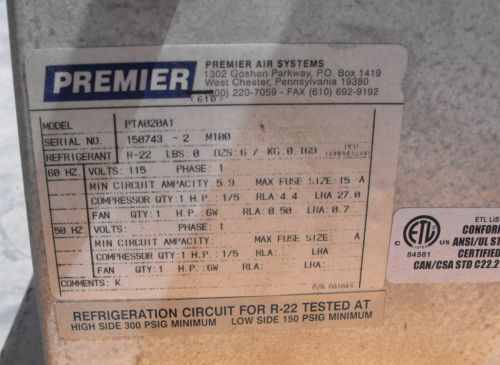 PREMIER
PREMIER AIR SYSTEMS
1302 Goshen Parkway, P.O. Box 1419
West Chester, Pennsylvania 19380
(610)
(800) 220-7059 - FAX (610) 692-9192
MODEL PTA020A1
SERIAL NO. 150743 - 2 M100
REFRIGERANT R-22 LBS: 0 OZS: 6 / KG: 0.169
60 HZ. VOLTS: 115 PHASE: 1
MIN CIRCUIT AMPACITY: 5.9 MAX FUSE SIZE: 15 A
COMPRESSOR QTY: 1 H.P.: 1/5 RLA: 4.4 LRA: 27.0
FAN QTY: 1 H.P.: 6W RLA: 0.50 LRA: 0.7
50 HZ. VOLTS: PHASE: 1
MIN CIRCUIT AMPACITY: MAX FUSE SIZE: A
COMPRESSOR QTY: 1 H.P.: 1/5 RLA: LRA:
FAN QTY: 1 H.P.: 6W RLA: LRA:
COMMENTS: K
REFRIGERATION CIRCUIT FOR R-22 TESTED AT
HIGH SIDE 300 PSIG MINIMUM LOW SIDE 150 PSIG MINIMUM
ETL LIS
C ETL US
84581
CONFOR
ANSI/UL S
CERTIFIED
CAN/CSA STD C22.2